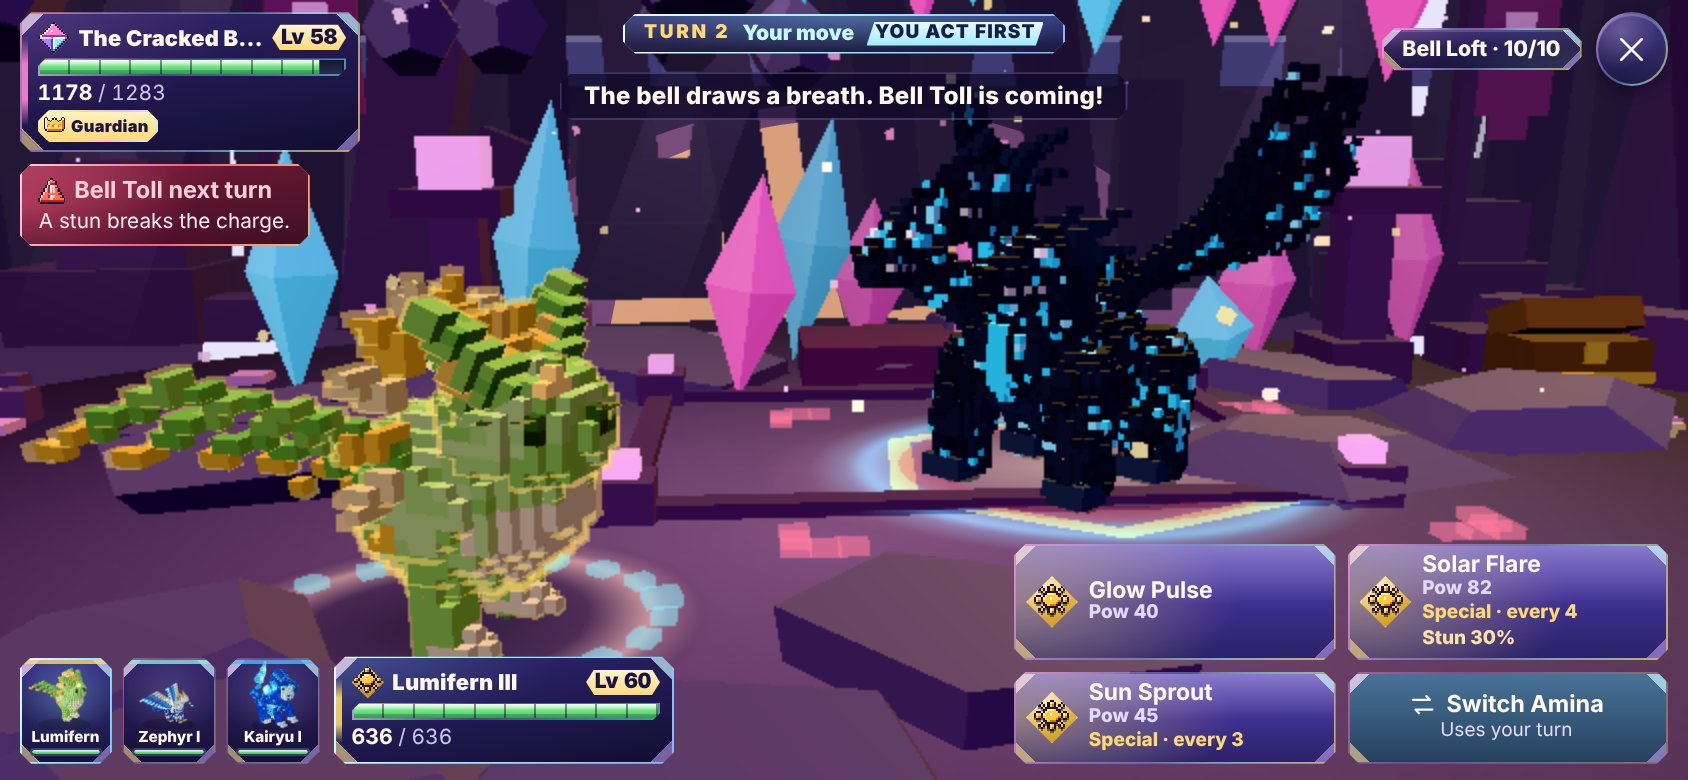 The Cracked B... Lv 58
1178 / 1283
Guardian
Bell Toll next turn
A stun breaks the charge.
TURN 2 Your move YOU ACT FIRST
The bell draws a breath. Bell Toll is coming!
Bell Loft · 10/10
Lumifern
Zephyr I
Kairyu I
Lumifern III Lv 60
636 / 636
Glow Pulse
Pow 40
Solar Flare
Pow 82
Special · every 4
Stun 30%
Sun Sprout
Pow 45
Special · every 3
Switch Amina
Uses your turn